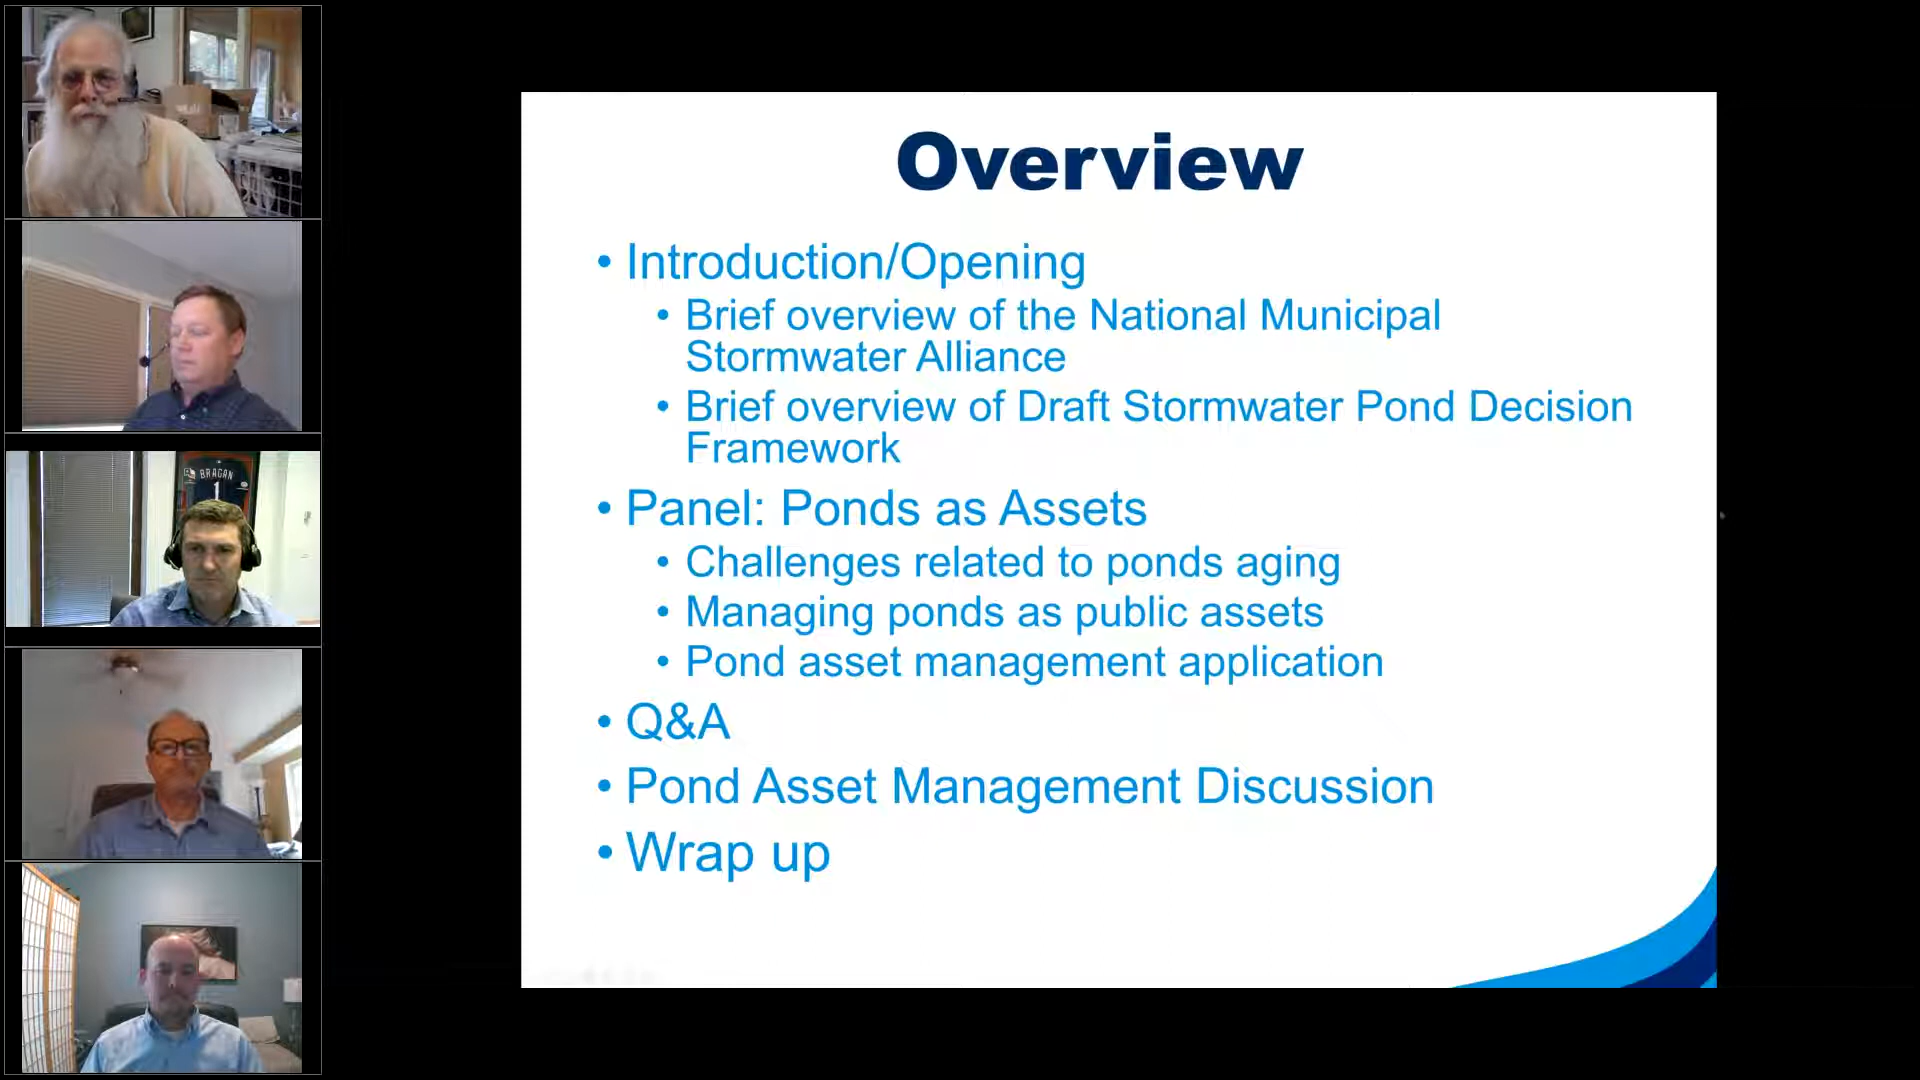 BRAGAN
1
Overview
• Introduction/Opening
• Brief overview of the National Municipal
Stormwater Alliance
• Brief overview of Draft Stormwater Pond Decision
Framework
• Panel: Ponds as Assets
• Challenges related to ponds aging
• Managing ponds as public assets
• Pond asset management application
• Q&A
• Pond Asset Management Discussion
• Wrap up